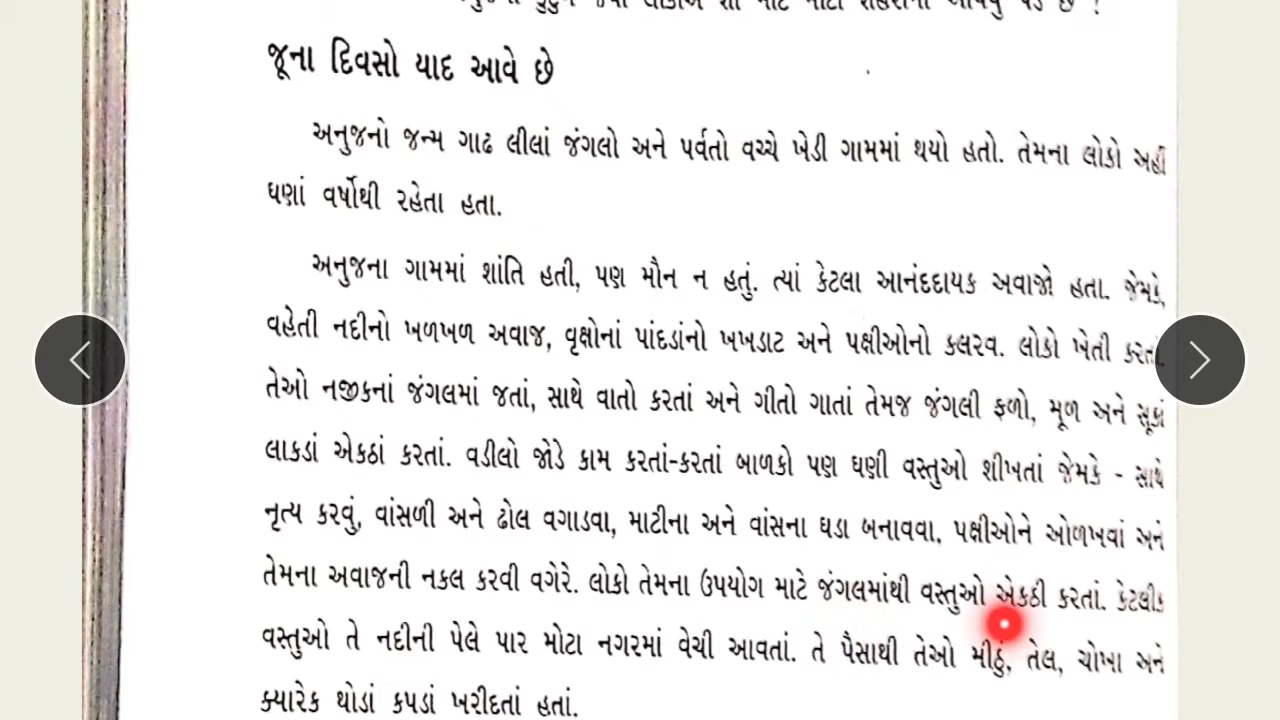 જૂના દિવસો યાદ આવે છે
અનુજનો જન્મ ગાઢ લીલાં જંગલો અને પર્વતો વચ્ચે ખેડી ગામમાં થયો હતો. તેમના લોકો અહીં
ઘણાં વર્ષોથી રહેતા હતા.
અનુજના ગામમાં શાંતિ હતી, પણ મૌન ન હતું. ત્યાં કેટલા આનંદદાયક અવાજો હતા. જેમકે,
વહેતી નદીનો ખળખળ અવાજ, વૃક્ષોનાં પાંદડાંનો ખખડાટ અને પક્ષીઓનો કલરવ. લોકો ખેતી કરતાં.
તેઓ નજીકનાં જંગલમાં જતાં, સાથે વાતો કરતાં અને ગીતો ગાતાં તેમજ જંગલી ફળો, મૂળ અને સૂકાં
લાકડાં એકઠાં કરતાં. વડીલો જોડે કામ કરતાં-કરતાં બાળકો પણ ઘણી વસ્તુઓ શીખતાં જેમકે - સાથે
નૃત્ય કરવું, વાંસળી અને ઢોલ વગાડવા, માટીના અને વાંસના ઘડા બનાવવા, પક્ષીઓને ઓળખવાં અને
તેમના અવાજની નકલ કરવી વગેરે. લોકો તેમના ઉપયોગ માટે જંગલમાંથી વસ્તુઓ એકઠી કરતાં. કેટલીક
વસ્તુઓ તે નદીની પેલે પાર મોટા નગરમાં વેચી આવતાં. તે પૈસાથી તેઓ મીઠું, તેલ, ચોખા અને
ક્યારેક થોડાં કપડાં ખરીદતાં હતાં.